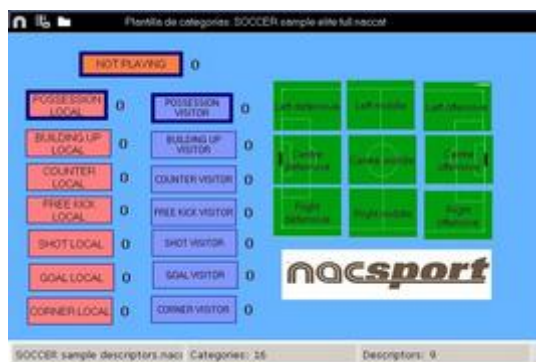 Plantilla de categorias: SOCCER sample elite full.naccat
NOT PLAYING 0
POSSESSION LOCAL 0
POSSESSION VISITOR 0
BUILDING UP LOCAL 0
BUILDING UP VISITOR 0
COUNTER LOCAL 0
COUNTER VISITOR 0
FREE KICK LOCAL 0
FREE KICK VISITOR 0
SHOT LOCAL 0
SHOT VISITOR 0
GOAL LOCAL 0
GOAL VISITOR 0
CORNER LOCAL 0
CORNER VISITOR 0
Left defensive
Left middle
Left offensive
Centre defensive
Centre middle
Centre offensive
Right defensive
Right middle
Right offensive
nacsport
SOCCER sample descriptors.nacs
Categories: 16
Descriptors: 9